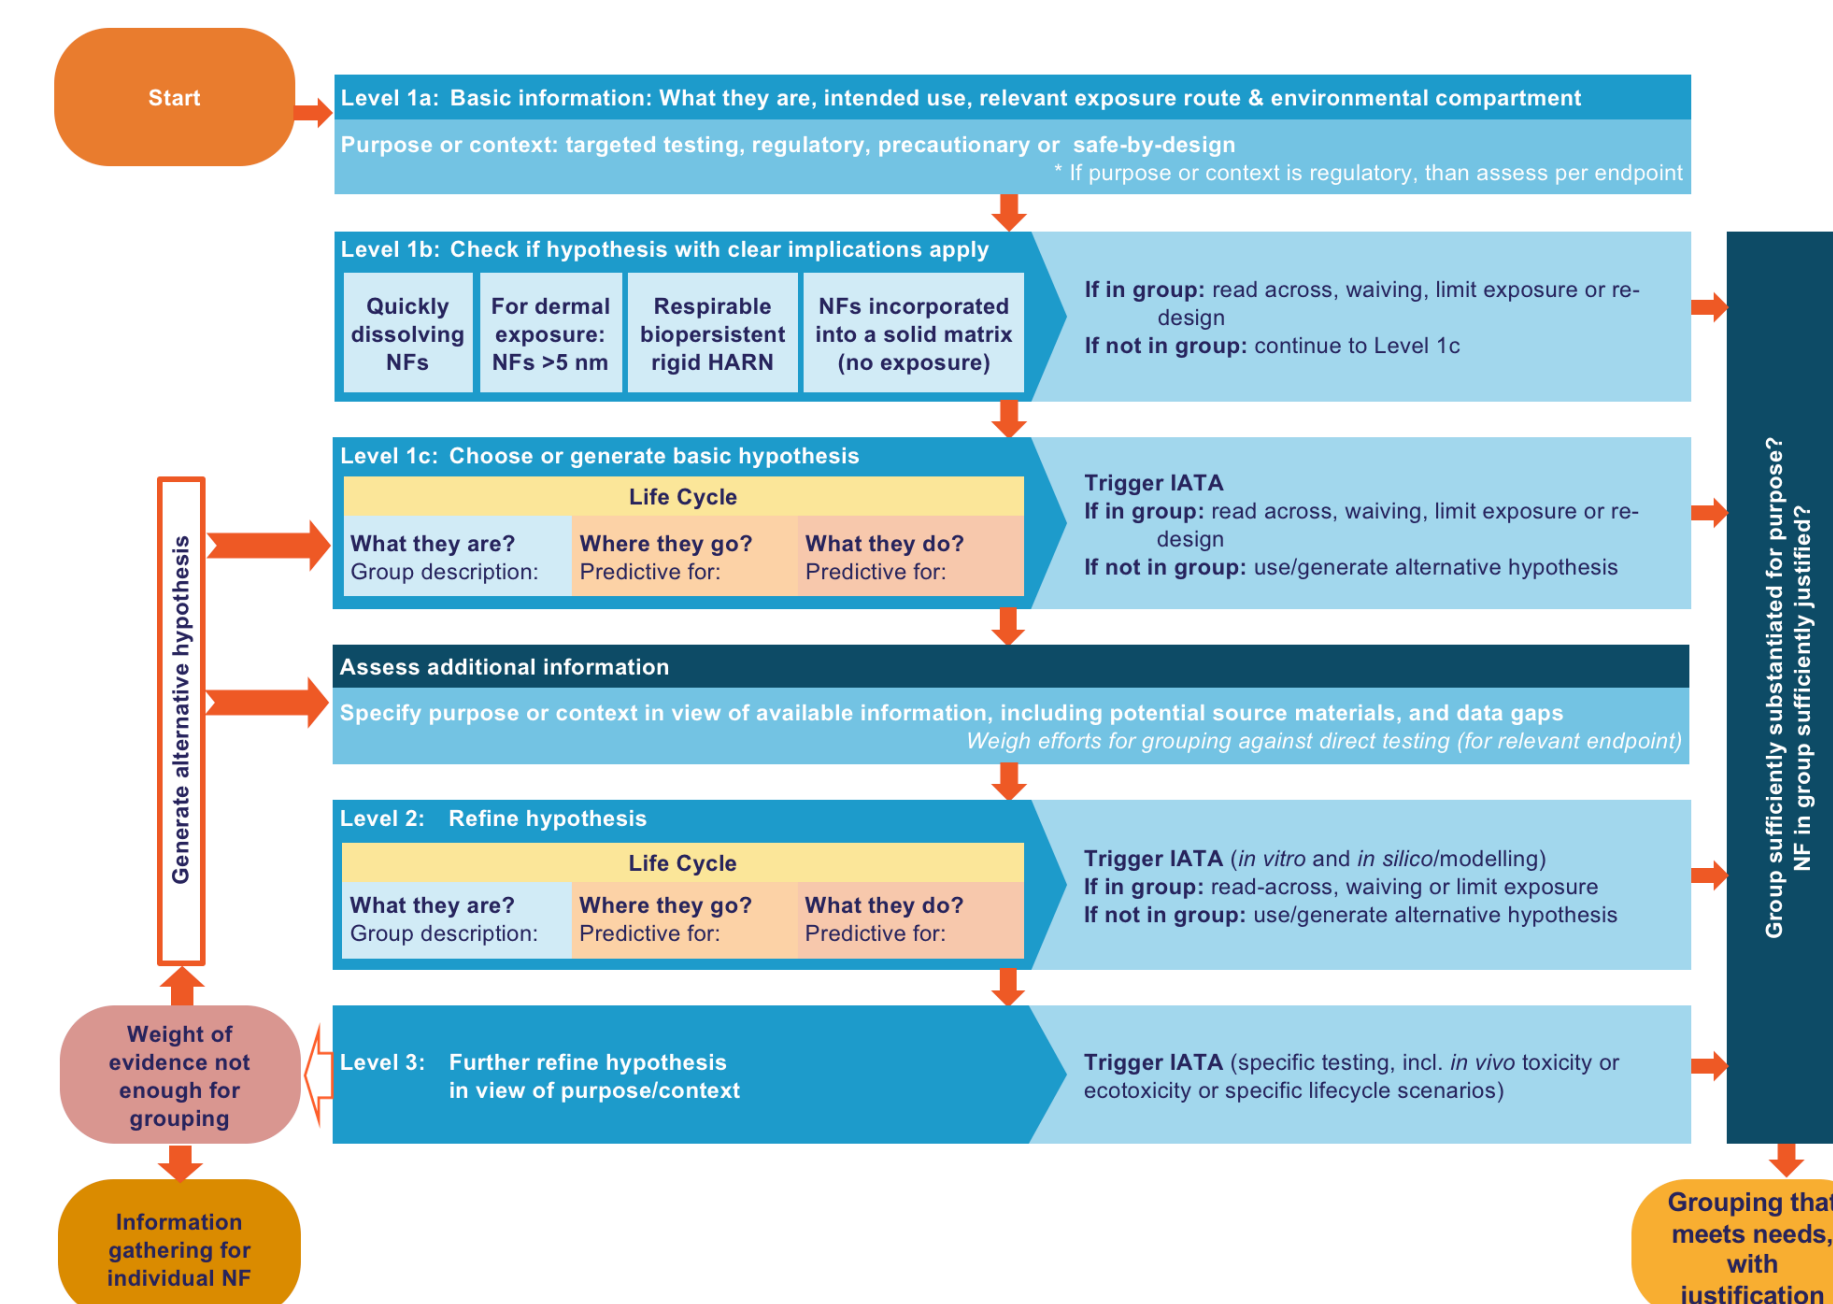 Start
Level 1a: Basic information: What they are, intended use, relevant exposure route & environmental compartment
Purpose or context: targeted testing, regulatory, precautionary or safe-by-design
* If purpose or context is regulatory, than assess per endpoint
Level 1b: Check if hypothesis with clear implications apply
Quickly
dissolving
NFs
For dermal
exposure:
NFs >5 nm
Respirable
biopersistent
rigid HARN
NFs incorporated
into a solid matrix
(no exposure)
If in group: read across, waiving, limit exposure or re-
design
If not in group: continue to Level 1c
Level 1c: Choose or generate basic hypothesis
Life Cycle
What they are?
Group description:
Where they go?
Predictive for:
What they do?
Predictive for:
Trigger IATA
If in group: read across, waiving, limit exposure or re-
design
If not in group: use/generate alternative hypothesis
Assess additional information
Specify purpose or context in view of available information, including potential source materials, and data gaps
Weigh efforts for grouping against direct testing (for relevant endpoint)
Level 2: Refine hypothesis
Life Cycle
What they are?
Group description:
Where they go?
Predictive for:
What they do?
Predictive for:
Trigger IATA (in vitro and in silico/modelling)
If in group: read-across, waiving or limit exposure
If not in group: use/generate alternative hypothesis
Level 3: Further refine hypothesis
in view of purpose/context
Trigger IATA (specific testing, incl. in vivo toxicity or
ecotoxicity or specific lifecycle scenarios)
Generate alternative hypothesis
Weight of
evidence not
enough for
grouping
Information
gathering for
individual NF
Group sufficiently substantiated for purpose?
NF in group sufficiently justified?
Grouping that
meets needs,
with
justification